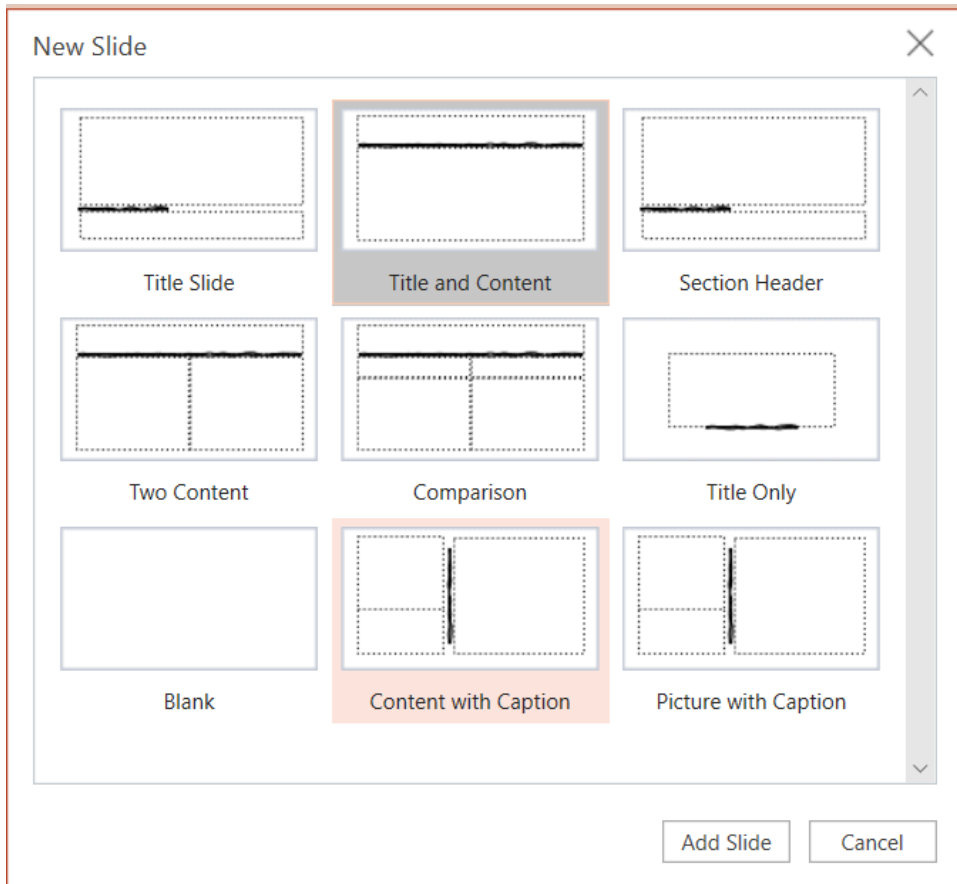 New Slide
Title Slide
Title and Content
Section Header
Two Content
Comparison
Title Only
Blank
Content with Caption
Picture with Caption
Add Slide
Cancel